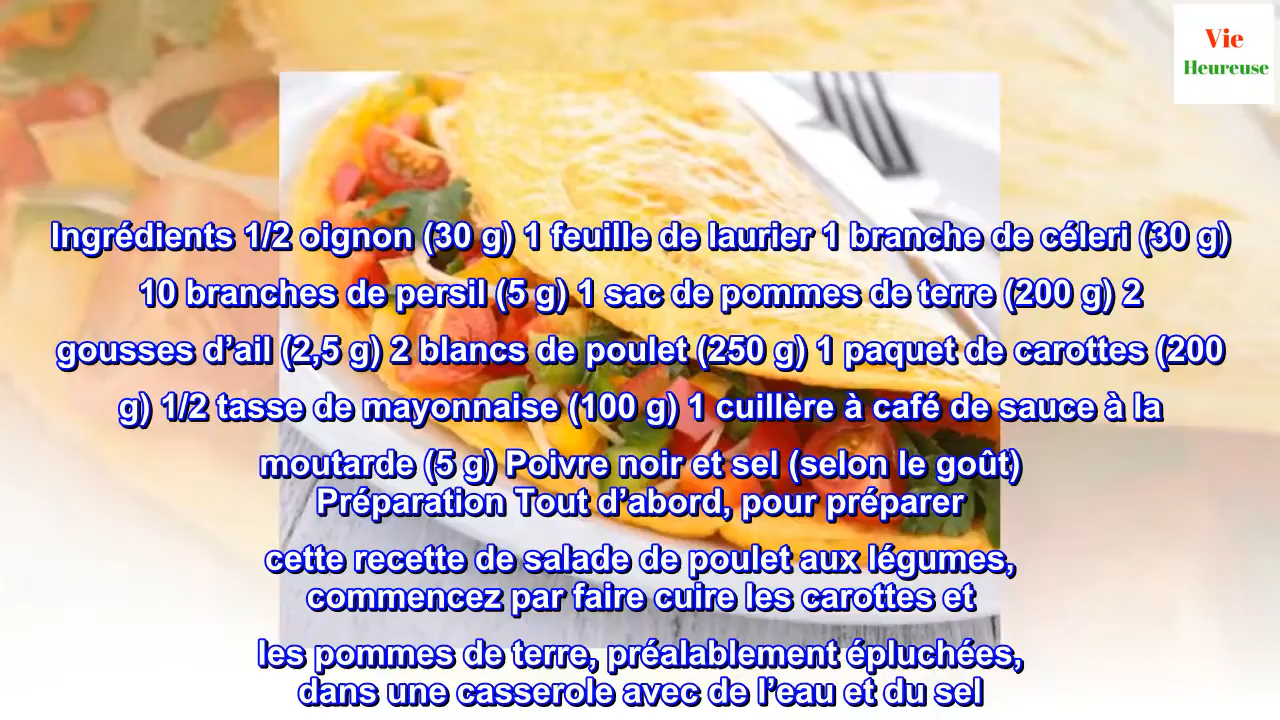 Vie
Heureuse
Ingrédients 1/2 oignon (30 g) 1 feuille de laurier 1 branche de céleri (30 g)
10 branches de persil (5 g) 1 sac de pommes de terre (200 g) 2
gousses d’ail (2,5 g) 2 blancs de poulet (250 g) 1 paquet de carottes (200
g) 1/2 tasse de mayonnaise (100 g) 1 cuillère à café de sauce à la
moutarde (5 g) Poivre noir et sel (selon le goût)
Préparation Tout d’abord, pour préparer
cette recette de salade de poulet aux légumes,
commencez par faire cuire les carottes et
les pommes de terre, préalablement épluchées,
dans une casserole avec de l’eau et du sel